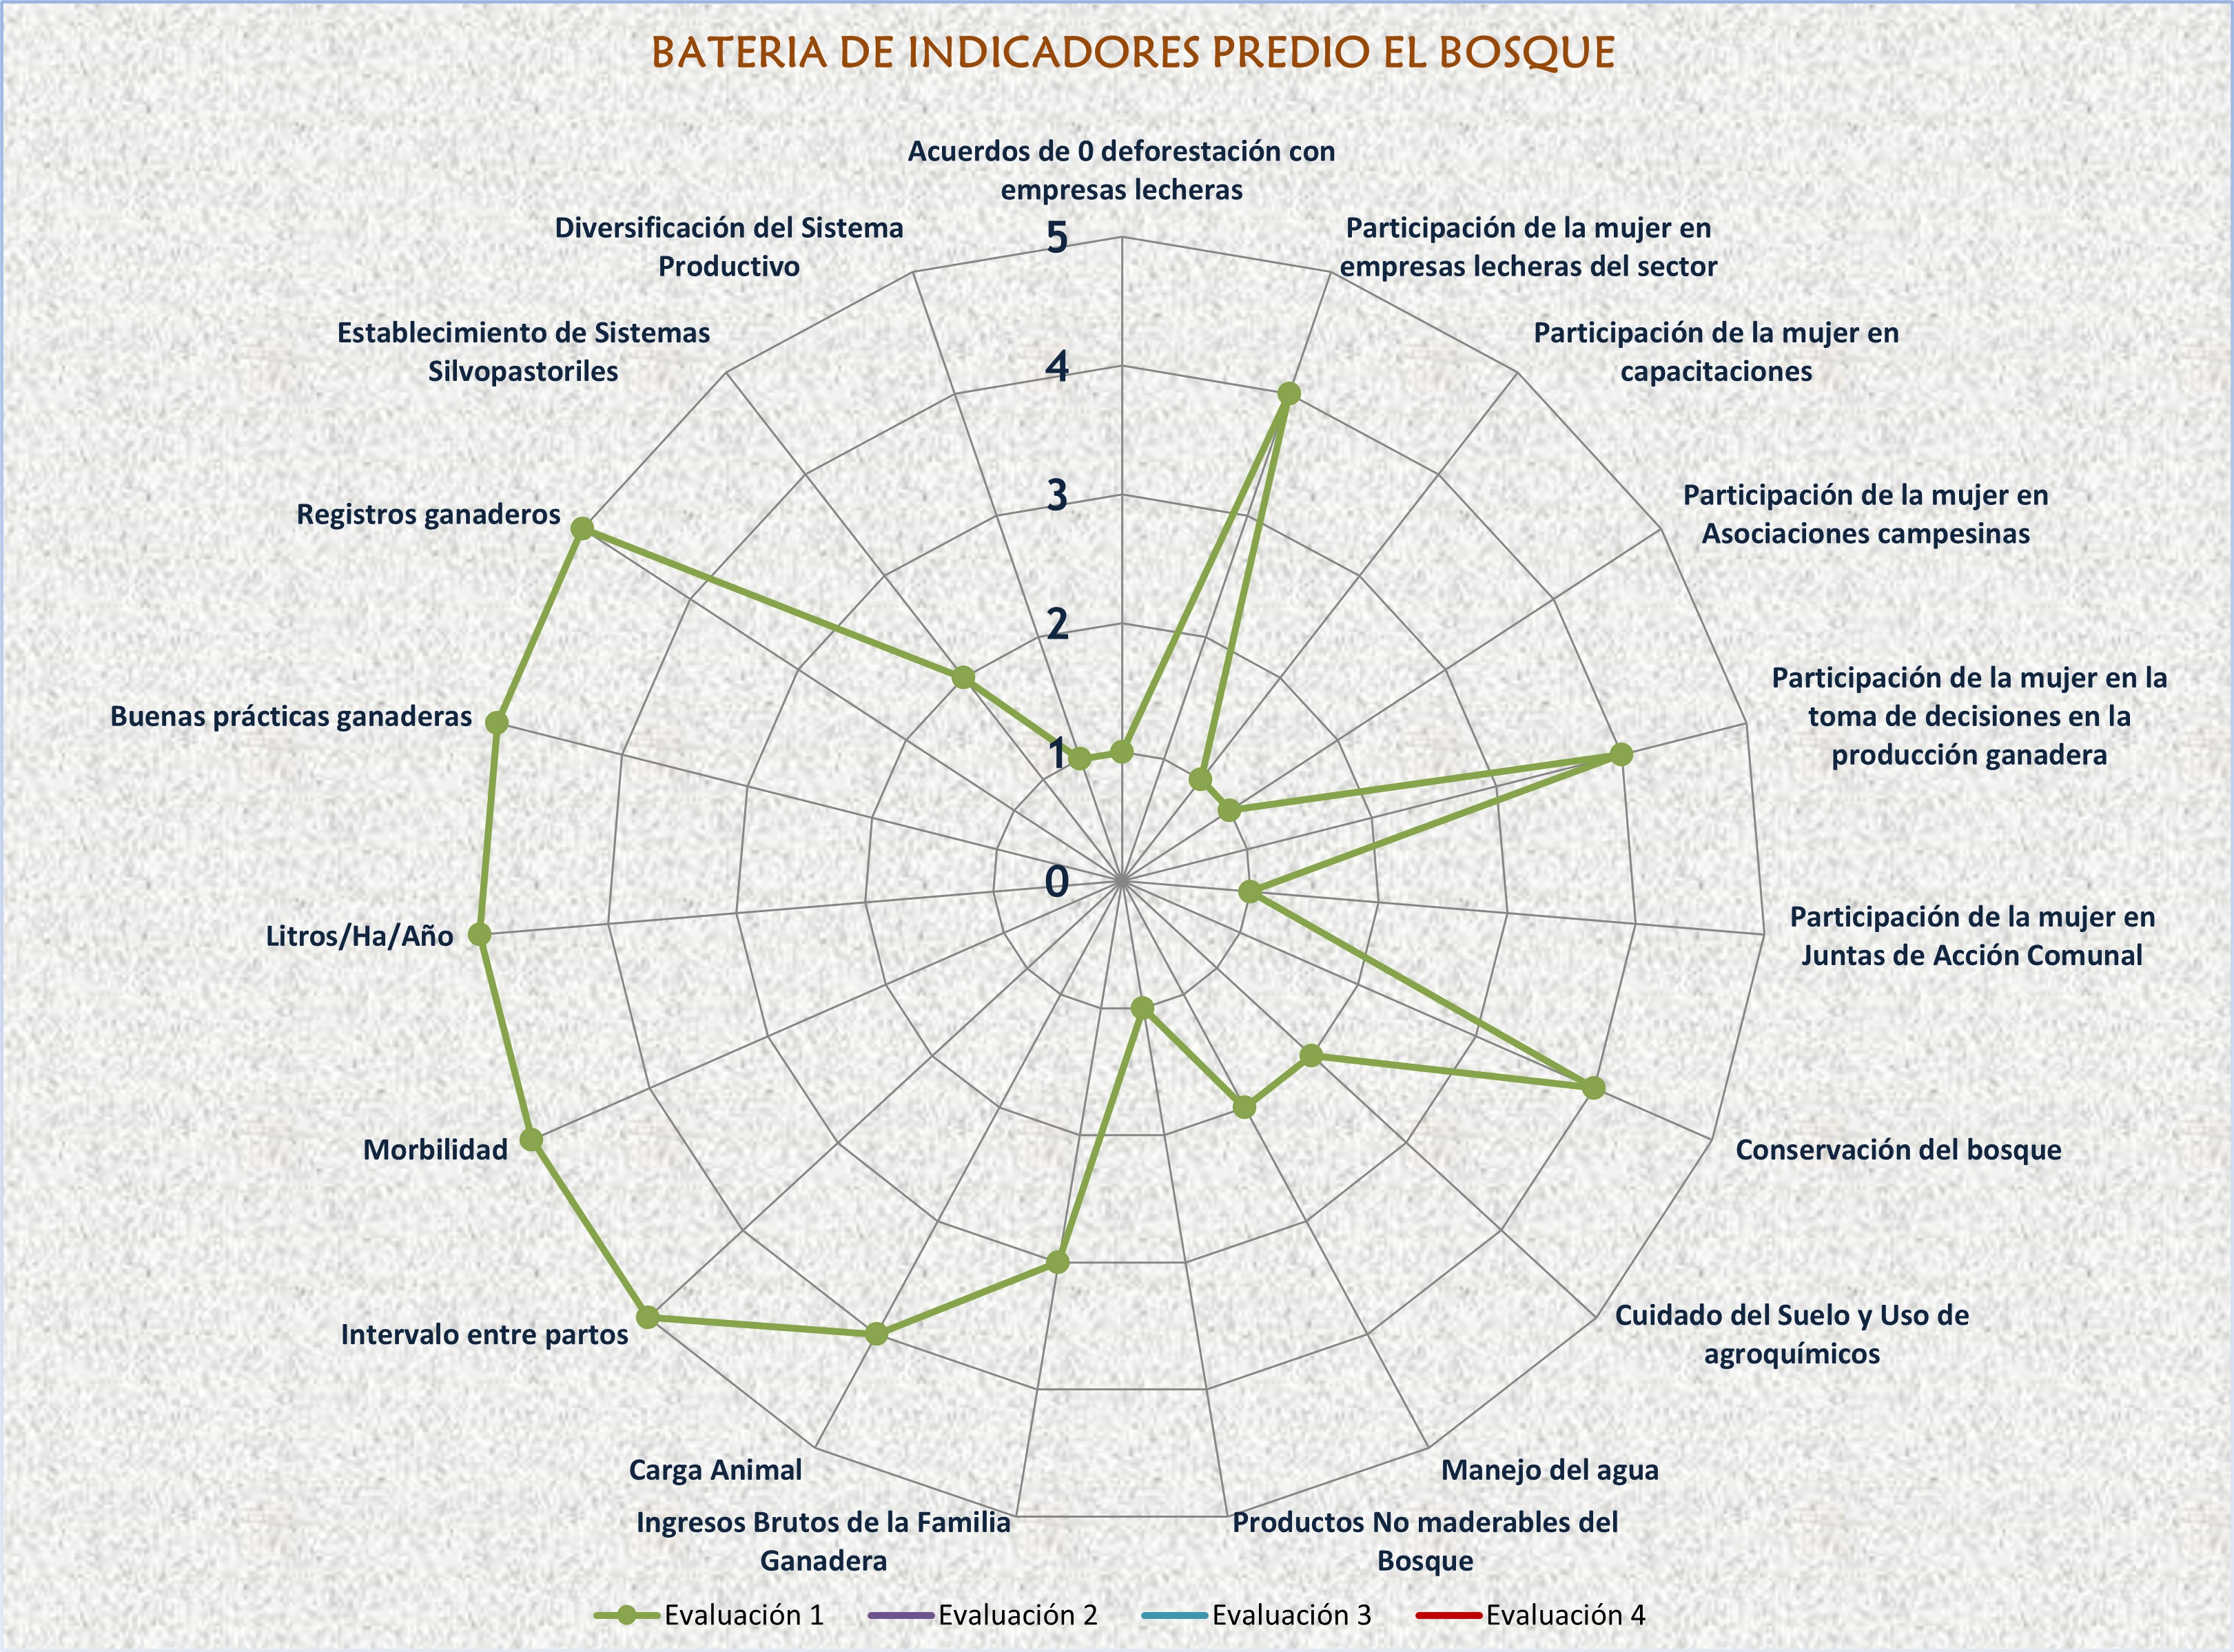 BATERIA DE INDICADORES PREDIO EL BOSQUE
Acuerdos de 0 deforestación con
empresas lecheras
Participación de la mujer en
empresas lecheras del sector
Participación de la mujer en
capacitaciones
Participación de la mujer en
Asociaciones campesinas
Participación de la mujer en la
toma de decisiones en la
producción ganadera
Participación de la mujer en
Juntas de Acción Comunal
Conservación del bosque
Cuidado del Suelo y Uso de
agroquímicos
Manejo del agua
Productos No maderables del
Bosque
Ingresos Brutos de la Familia
Ganadera
Carga Animal
Intervalo entre partos
Morbilidad
Litros/Ha/Año
Buenas prácticas ganaderas
Registros ganaderos
Establecimiento de Sistemas
Silvopastoriles
Diversificación del Sistema
Productivo
5
4
3
2
1
0
Evaluación 1
Evaluación 2
Evaluación 3
Evaluación 4